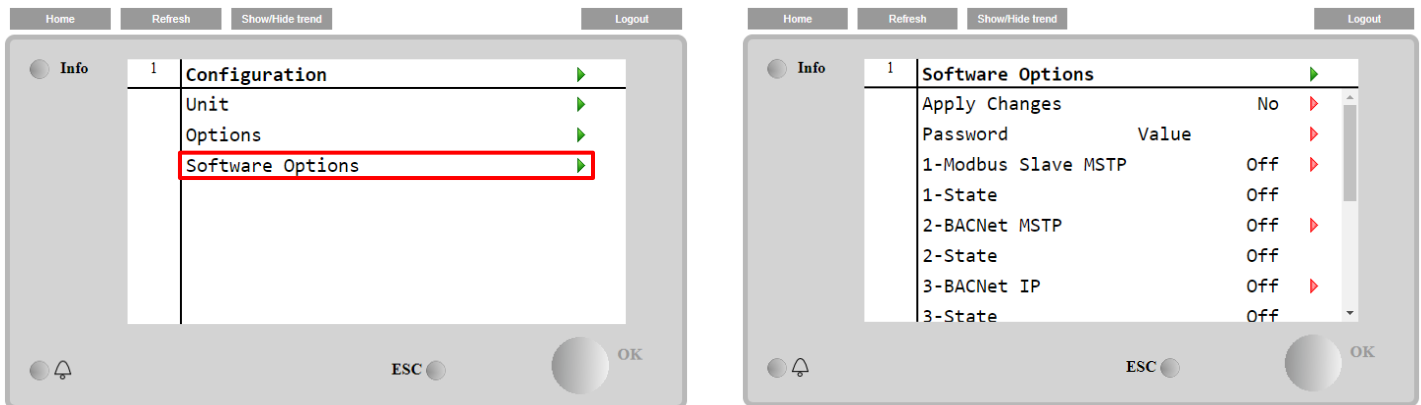 Home Refresh Show/Hide trend Logout
Info
1 Configuration
Unit
Options
Software Options
ESC
OK
Home Refresh Show/Hide trend Logout
Info
1 Software Options
Apply Changes No
Password Value
1-Modbus Slave MSTP Off
1-State Off
2-BACNet MSTP Off
2-State Off
3-BACNet IP Off
3-State Off
ESC
OK